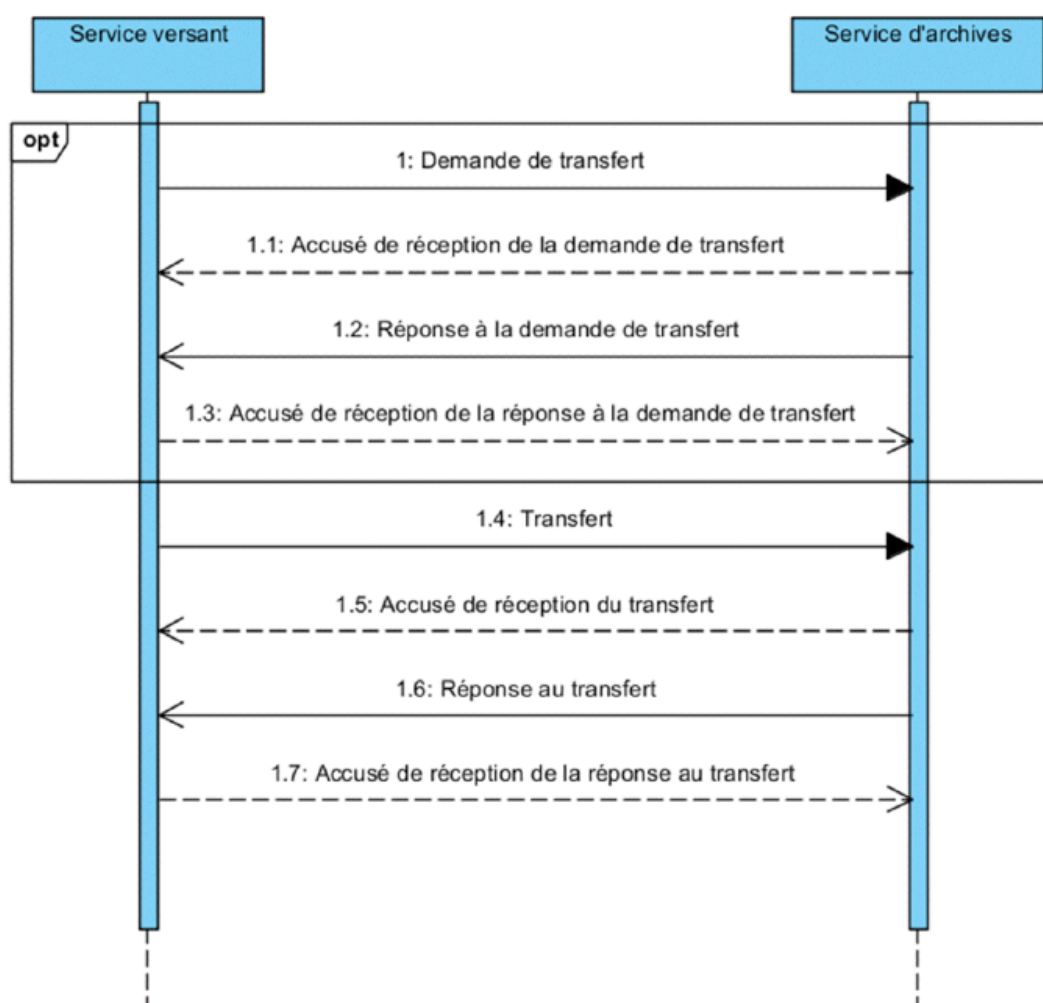 Service versant
Service d'archives
opt
1: Demande de transfert
1.1: Accusé de réception de la demande de transfert
1.2: Réponse à la demande de transfert
1.3: Accusé de réception de la réponse à la demande de transfert
1.4: Transfert
1.5: Accusé de réception du transfert
1.6: Réponse au transfert
1.7: Accusé de réception de la réponse au transfert